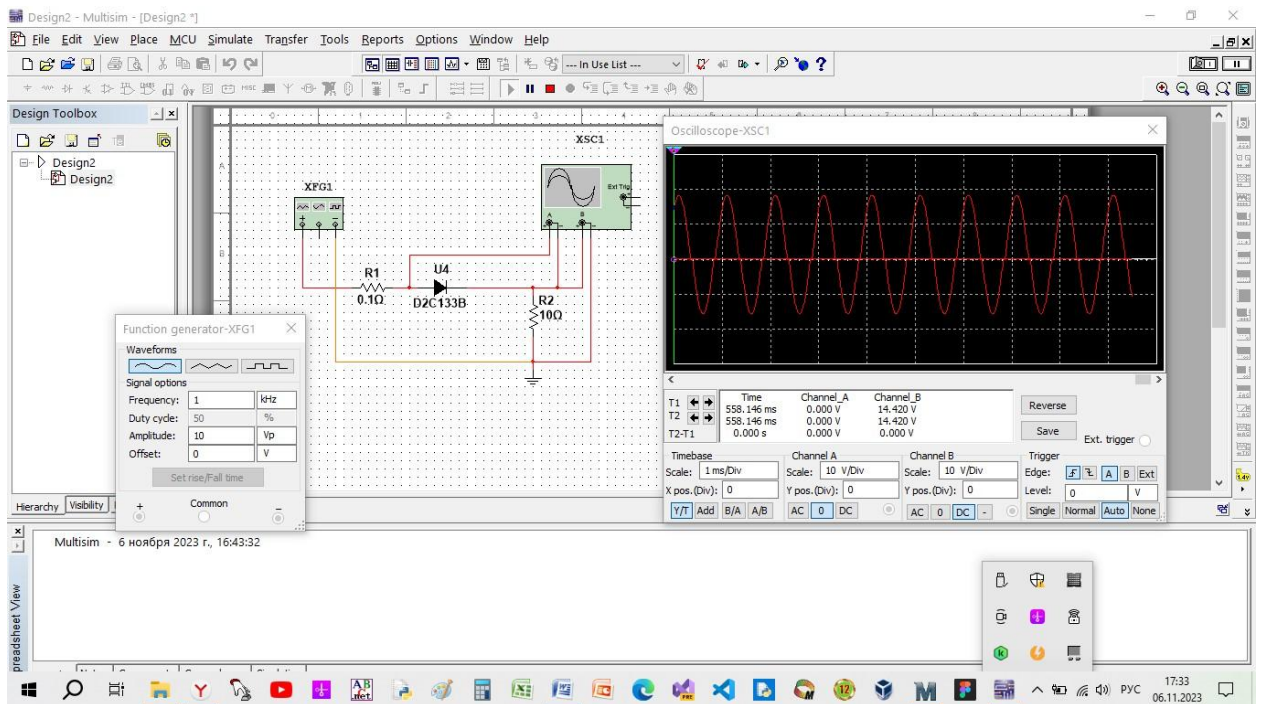 Design2 - Multisim - [Design2 *]
File Edit View Place MCU Simulate Transfer Tools Reports Options Window Help
--- In Use List ---
Design Toolbox
Design2
Design2
Hierarchy Visibility
XFG1
XSC1
Ext Trig
A B
R1
0.1Ω
U4
D2C133B
R2
10Ω
Function generator-XFG1
Waveforms
Signal options
Frequency: 1 kHz
Duty cycle: 50 %
Amplitude: 10 Vp
Offset: 0 V
Set rise/Fall time
+ Common -
Oscilloscope-XSC1
Time Channel_A Channel_B
T1 558.146 ms 0.000 V 14.420 V
T2 558.146 ms 0.000 V 14.420 V
T2-T1 0.000 s 0.000 V 0.000 V
Reverse
Save
Ext. trigger
Timebase
Scale: 1 ms/Div
X pos.(Div): 0
Y/T Add B/A A/B
Channel A
Scale: 10 V/Div
Y pos.(Div): 0
AC 0 DC
Channel B
Scale: 10 V/Div
Y pos.(Div): 0
AC 0 DC -
Trigger
Edge: A B Ext
Level: 0 V
Single Normal Auto None
Multisim - 6 ноября 2023 г., 16:43:32
РУС
17:33
06.11.2023